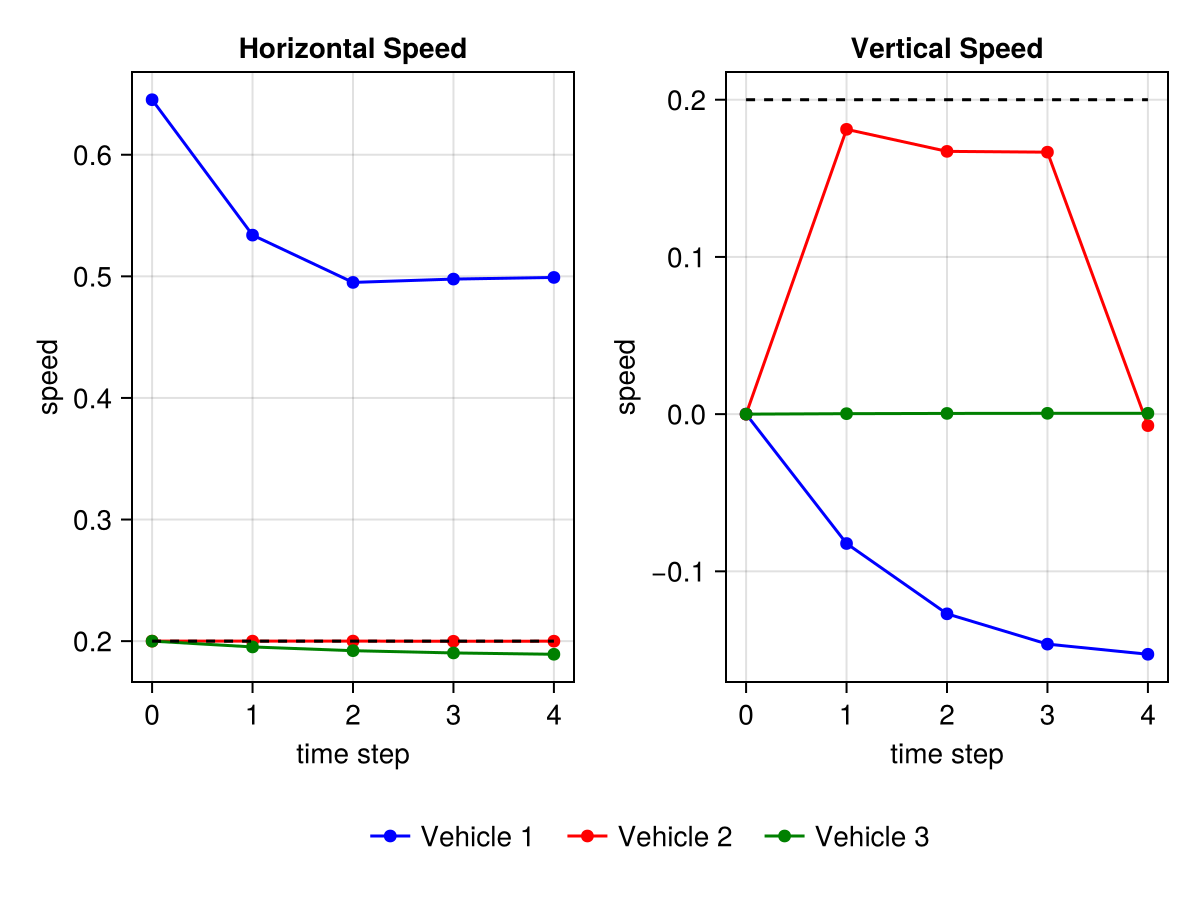 Horizontal Speed
speed
0.6
0.5
0.4
0.3
0.2
0
1
2
3
4
time step
Vertical Speed
speed
0.2
0.1
0.0
−0.1
0
1
2
3
4
time step
Vehicle 1
Vehicle 2
Vehicle 3